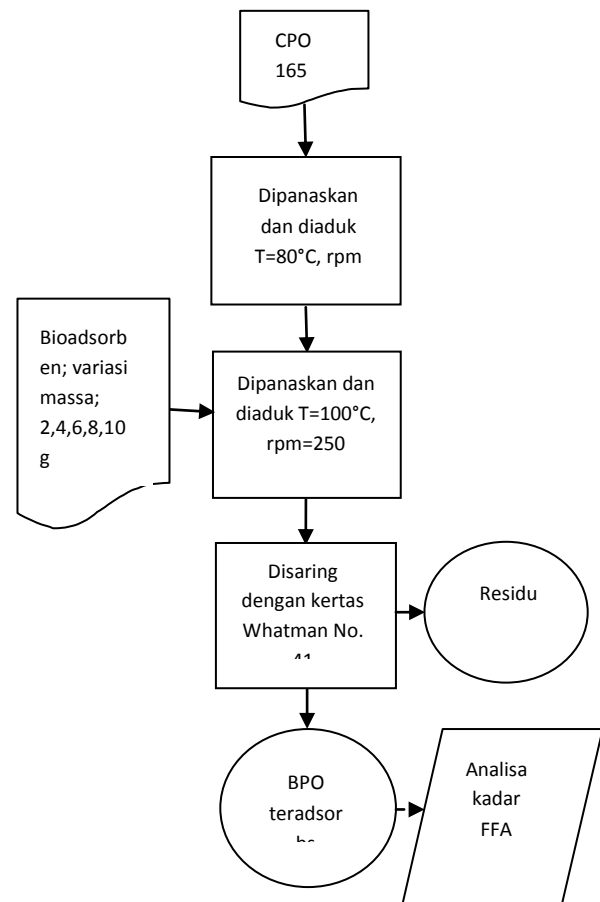 CPO
165
Dipanaskan
dan diaduk
T=80°C, rpm
Bioadsorb
en; variasi
massa;
2,4,6,8,10
g
Dipanaskan dan
diaduk T=100°C,
rpm=250
Disaring
dengan kertas
Whatman No.
Residu
BPO
teradsor
Analisa
kadar
FFA